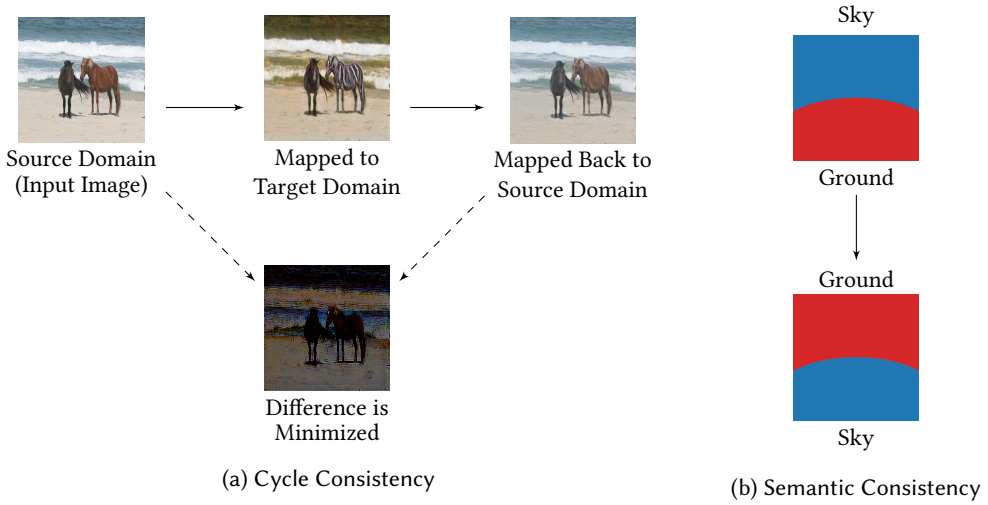 Source Domain
(Input Image)
Mapped to
Target Domain
Mapped Back to
Source Domain
Difference is
Minimized
(a) Cycle Consistency
Sky
Ground
Ground
Sky
(b) Semantic Consistency